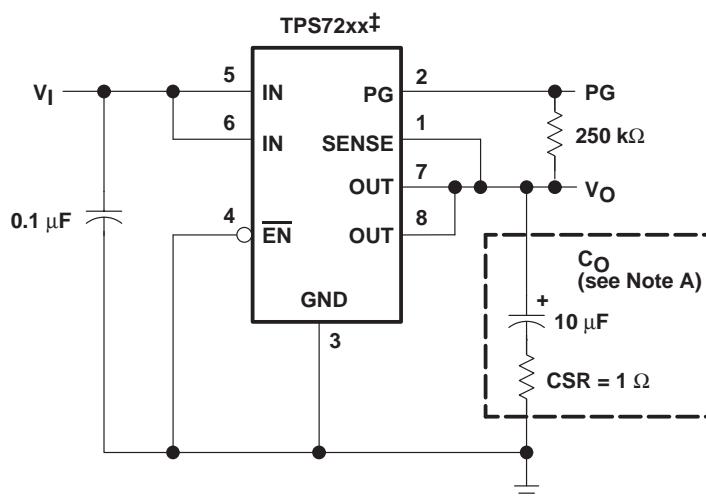 TPS72xx‡
VI
5
IN
PG
2
PG
6
IN
SENSE
1
250 kΩ
OUT
7
VO
0.1 μF
4
EN
OUT
8
CO
(see Note A)
GND
+
10 μF
3
CSR = 1 Ω